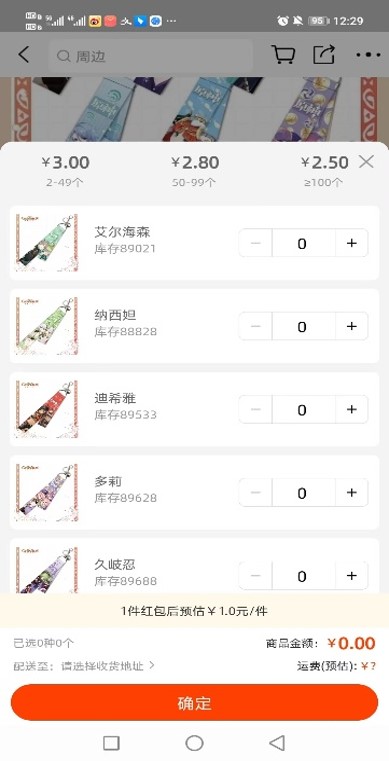 95 12:29
周边
¥3.00 ¥2.80 ¥2.50
2-49个 50-99个 ≥100个
艾尔海森
库存89021
0
纳西妲
库存88828
0
迪希雅
库存89533
0
多莉
库存89628
0
久岐忍
库存89688
0
1件红包后预估¥1.0元/件
已选0种0个 商品金额: ¥0.00
配送至: 请选择收货地址 运费(预估): ¥?
确定